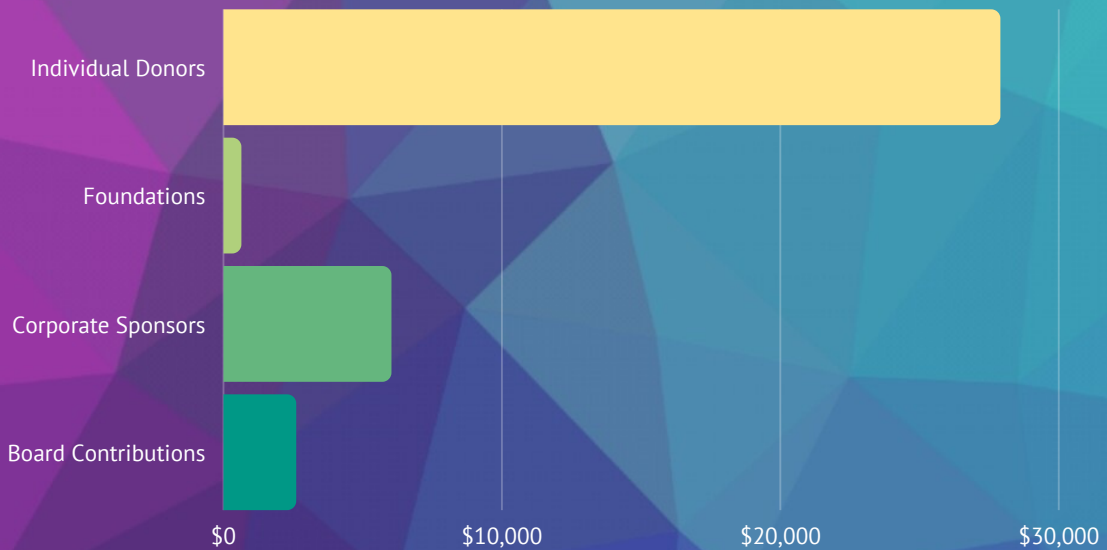 Individual Donors
Foundations
Corporate Sponsors
Board Contributions
$0
$10,000
$20,000
$30,000